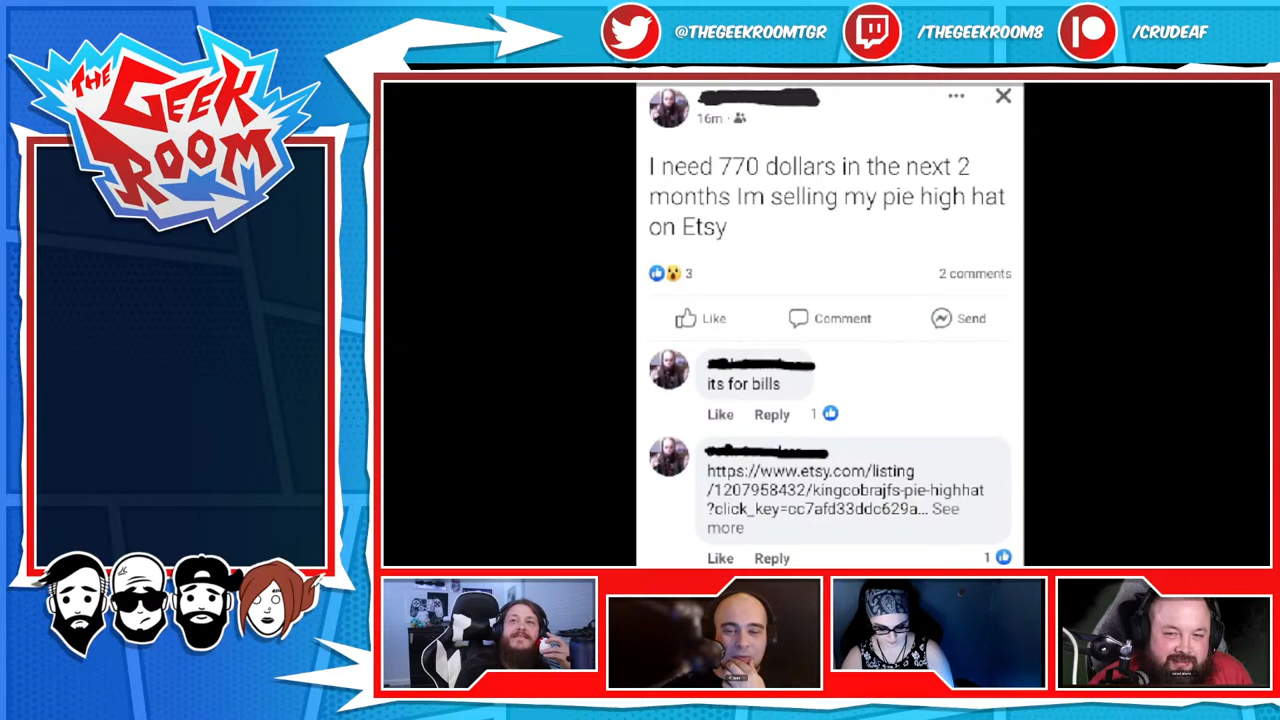 @THEGEEKROOMTGR
/THEGEEKROOM8
/CRUDEAF
THE
GEEK
ROOM
16m
I need 770 dollars in the next 2
months Im selling my pie high hat
on Etsy
3
2 comments
Like
Comment
Send
its for bills
Like
Reply
1
https://www.etsy.com/listing
/1207958432/kingcobrajfs-pie-highhat
?click_key=cc7afd33ddc629a... See
more
Like
Reply
1